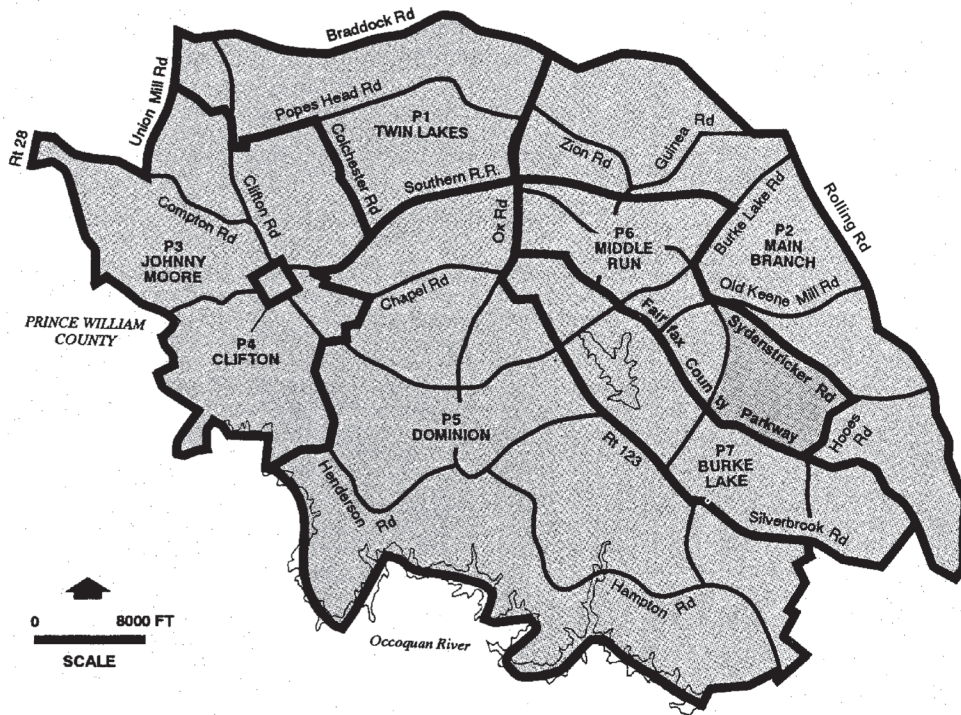 Braddock Rd
Union Mill Rd
Popes Head Rd
P1
TWIN LAKES
Guinea Rd
Rt 28
Colchester Rd
Zion Rd
Southern R.R.
Clifton Rd
Burke Lake Rd
Rolling Rd
Compton Rd
Ox Rd
P3
JOHNNY
MOORE
P6
MIDDLE
RUN
P2
MAIN
BRANCH
Chapel Rd
Old Keene Mill Rd
PRINCE WILLIAM
COUNTY
P4
CLIFTON
Fairfax County Parkway
Sydenstricker Rd
P5
DOMINION
Hooes Rd
Rt 123
P7
BURKE
LAKE
Henderson Rd
Silverbrook Rd
Hampton Rd
0 8000 FT
SCALE
Occoquan River